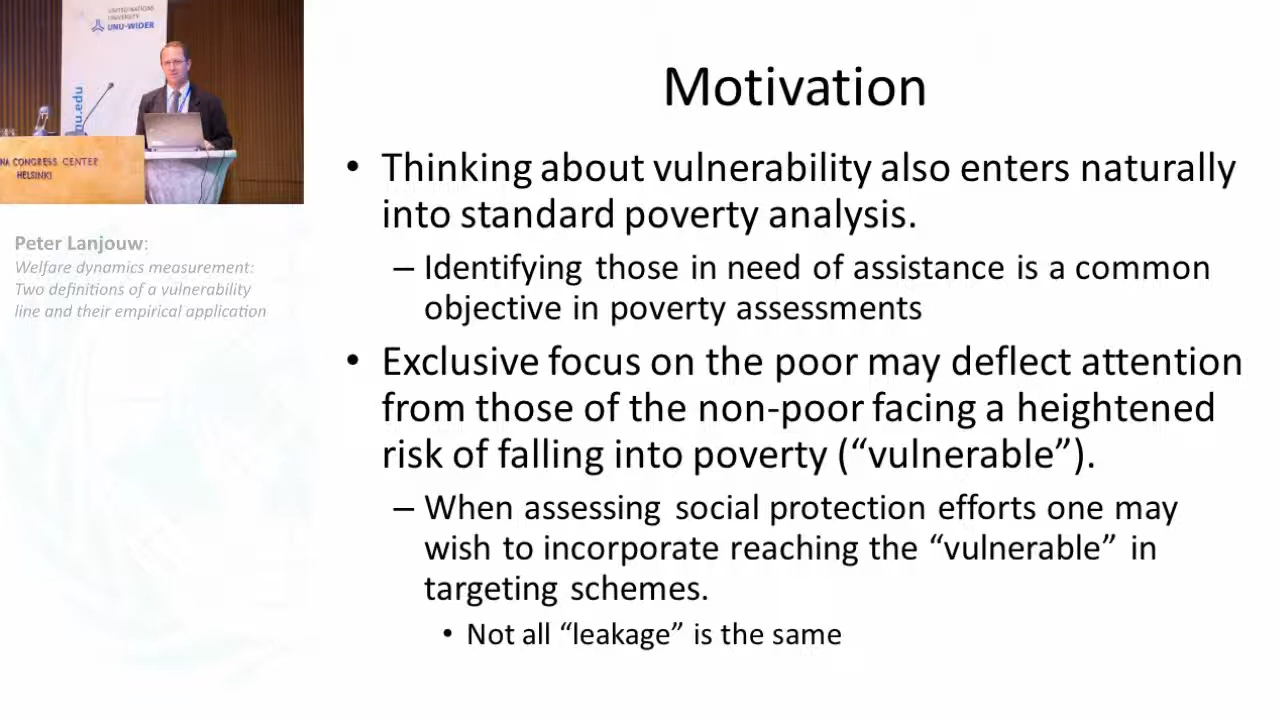 UNITED NATIONS
UNIVERSITY
UNU-WIDER
NA CONGRESS CENTER
HELSINKI
Peter Lanjouw:
Welfare dynamics measurement:
Two definitions of a vulnerability
line and their empirical application
Motivation
• Thinking about vulnerability also enters naturally
into standard poverty analysis.
– Identifying those in need of assistance is a common
objective in poverty assessments
• Exclusive focus on the poor may deflect attention
from those of the non-poor facing a heightened
risk of falling into poverty (“vulnerable”).
– When assessing social protection efforts one may
wish to incorporate reaching the “vulnerable” in
targeting schemes.
• Not all “leakage” is the same